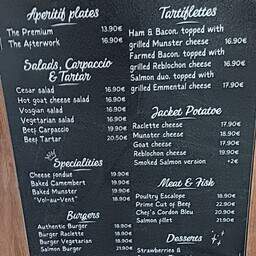 Aperitif plates
The Premium 13.90€
The Afterwork 16.90€
Salads, Carpaccio
& Tartar
Cesar salad 16.90€
Hot goat cheese salad 16.90€
Vosgian salad 16.90€
Vegetarian salad 16.90€
Beef Carpaccio 19.90€
Beef Tartar 20.50€
Specialities
Cheese fondue 19.90€
Baked Camembert 19.90€
Baked Munster 19.90€
"Vol-au-Vent" 18.90€
Burgers
Authentic Burger 18.90€
Burger Raclette 18.90€
Burger Vegetarian 18.90€
Salmon Burger 21.90€
Tartiflettes
Ham & Bacon. topped with
grilled Munster cheese 16.90€
Farmed Bacon. topped with
grilled Reblochon cheese 16.90€
Salmon duo. topped with
grilled Emmental cheese 17.90€
Jacket Potatoe
Raclette cheese 17.90€
Munster cheese 18.90€
Goat cheese 17.90€
Reblochon cheese 19.90€
Smoked Salmon version +2€
Meat & Fish
Poultry Escalope 18.90€
Prime Cut of Beef 22.90€
Chef's Cordon Bleu 20.90€
Salmon fillet 21.90€
Desserts
Strawberries &